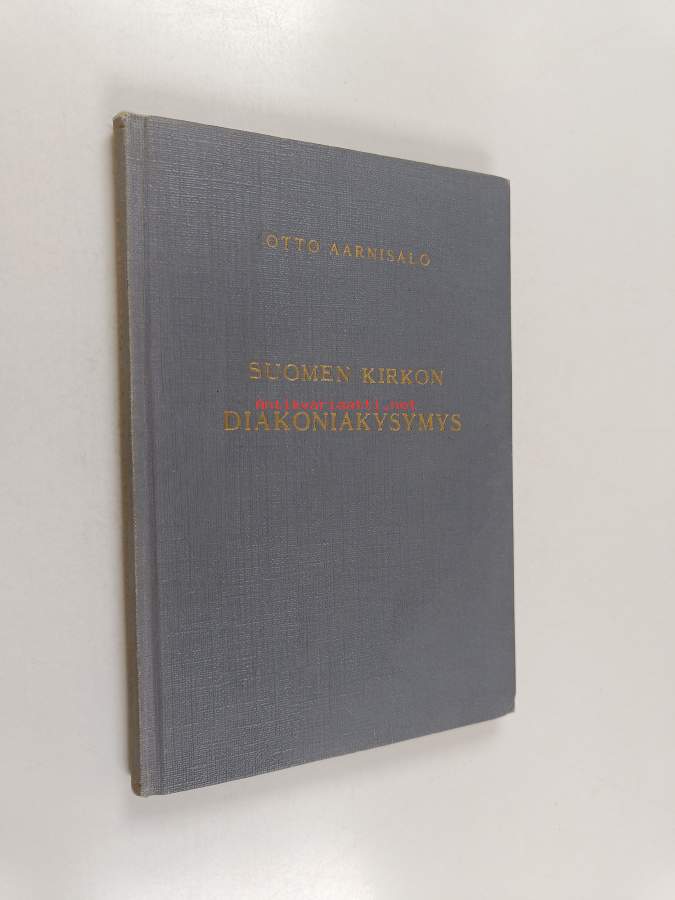 OTTO AARNISALO
SUOMEN KIRKON
Antikvariaatti.net
DIAKONIAKYSYMYS